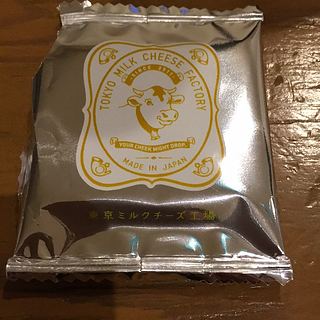 TOKYO MILK CHEESE FACTORY
SINCE 2011
YOUR CHEEK MIGHT DROP.
MADE IN JAPAN
東京ミルクチーズ工場